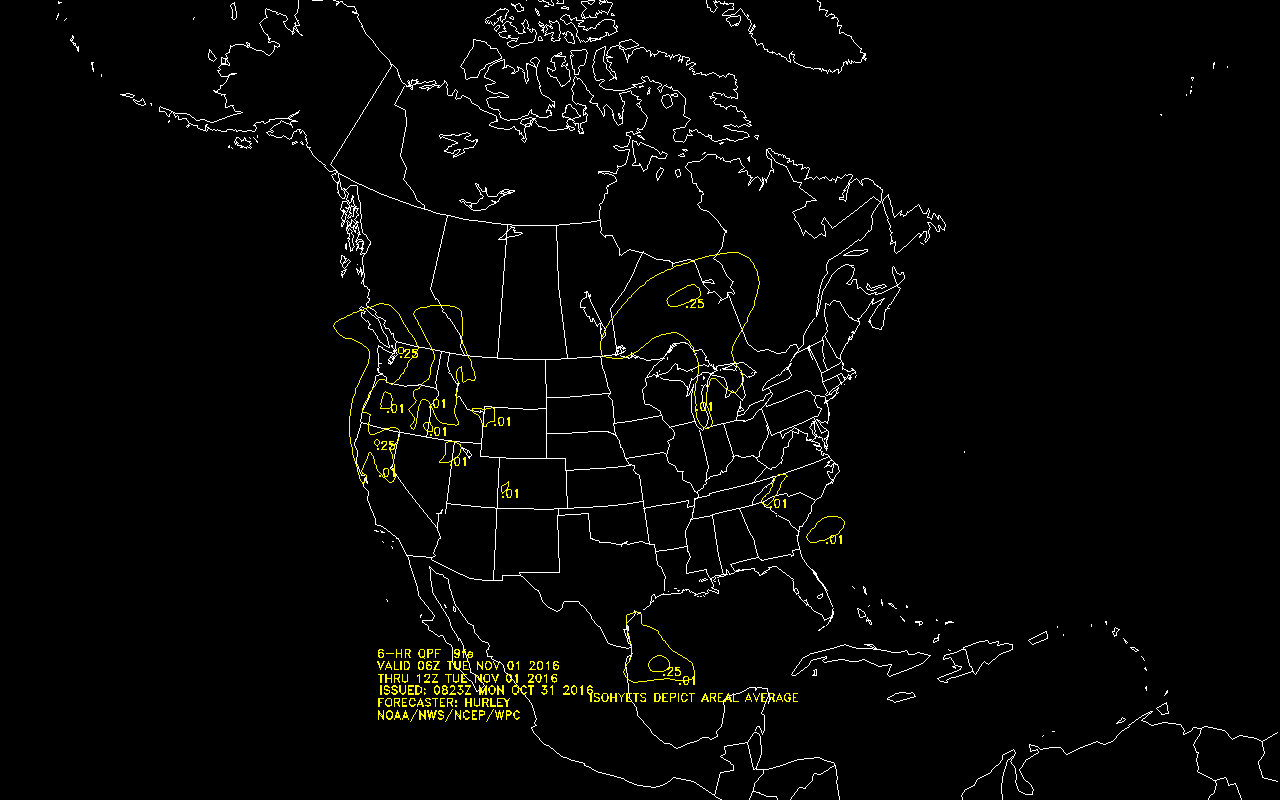 .25
.25
.01
.01
.01
.01
.01
.25
.01
.01
.01
.01
.01
.25
.01
6-HR QPF
VALID 06Z TUE NOV 01 2016
THRU 12Z TUE NOV 01 2016
ISSUED: 0823Z MON OCT 31 2016
ISOHYETS DEPICT AREAL AVERAGE
FORECASTER: HURLEY
NOAA/NWS/NCEP/WPC